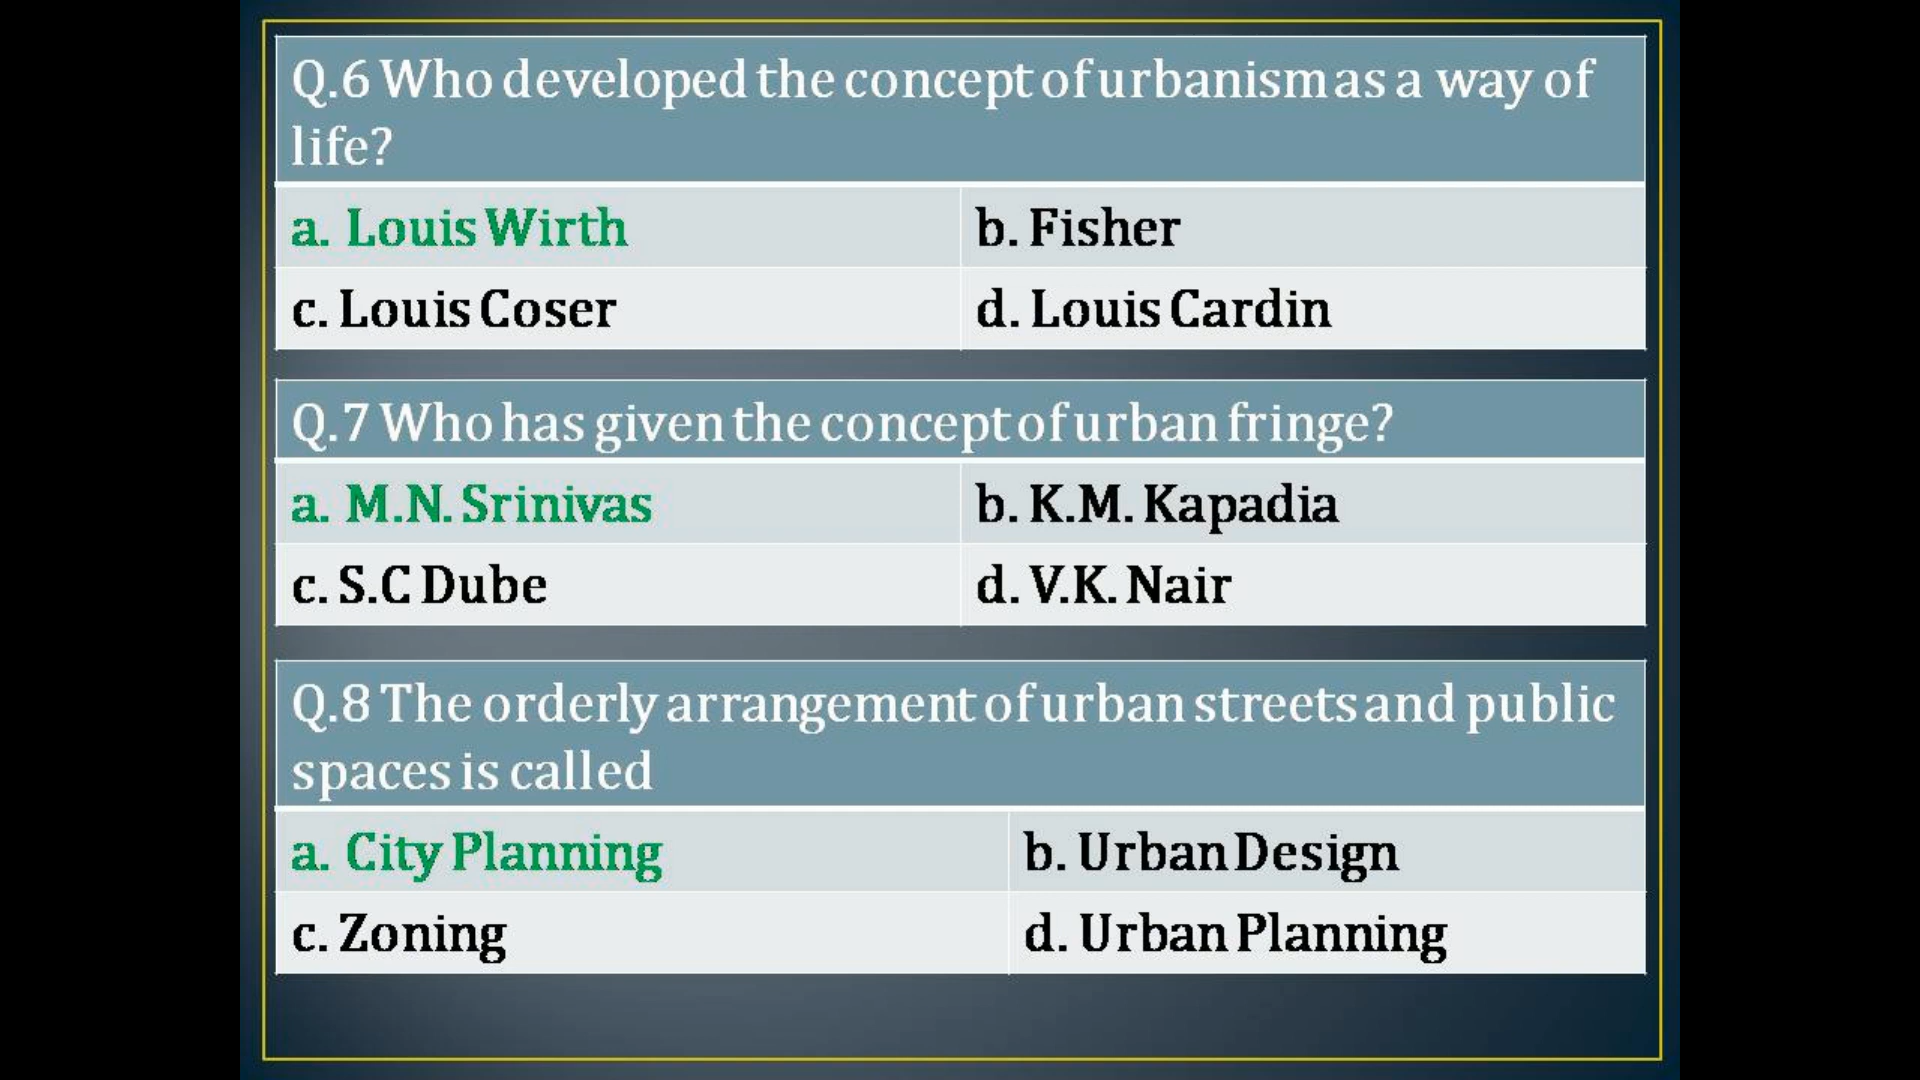 Q.6 Who developed the concept of urbanism as a way of
life?
a. Louis Wirth
b. Fisher
c. Louis Coser
d. Louis Cardin
Q.7 Who has given the concept of urban fringe?
a. M.N. Srinivas
b. K.M. Kapadia
c. S.C Dube
d. V.K. Nair
Q.8 The orderly arrangement of urban streets and public
spaces is called
a. City Planning
b. Urban Design
c. Zoning
d. Urban Planning